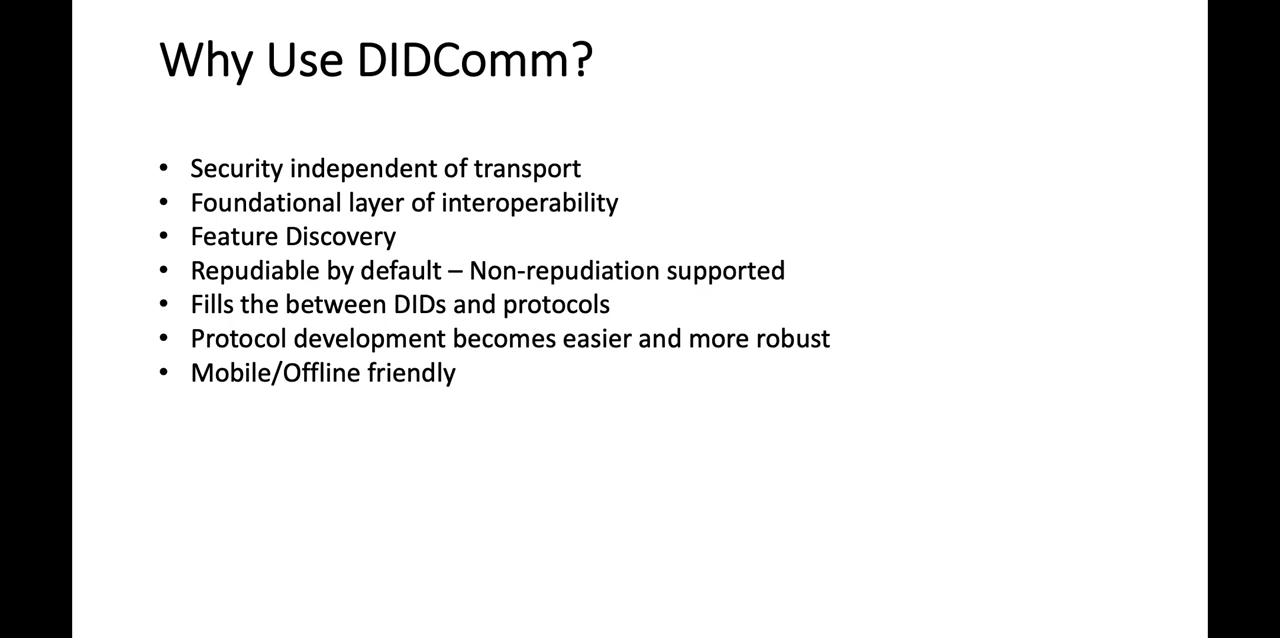 Why Use DIDComm?
• Security independent of transport
• Foundational layer of interoperability
• Feature Discovery
• Repudiable by default – Non-repudiation supported
• Fills the between DIDs and protocols
• Protocol development becomes easier and more robust
• Mobile/Offline friendly